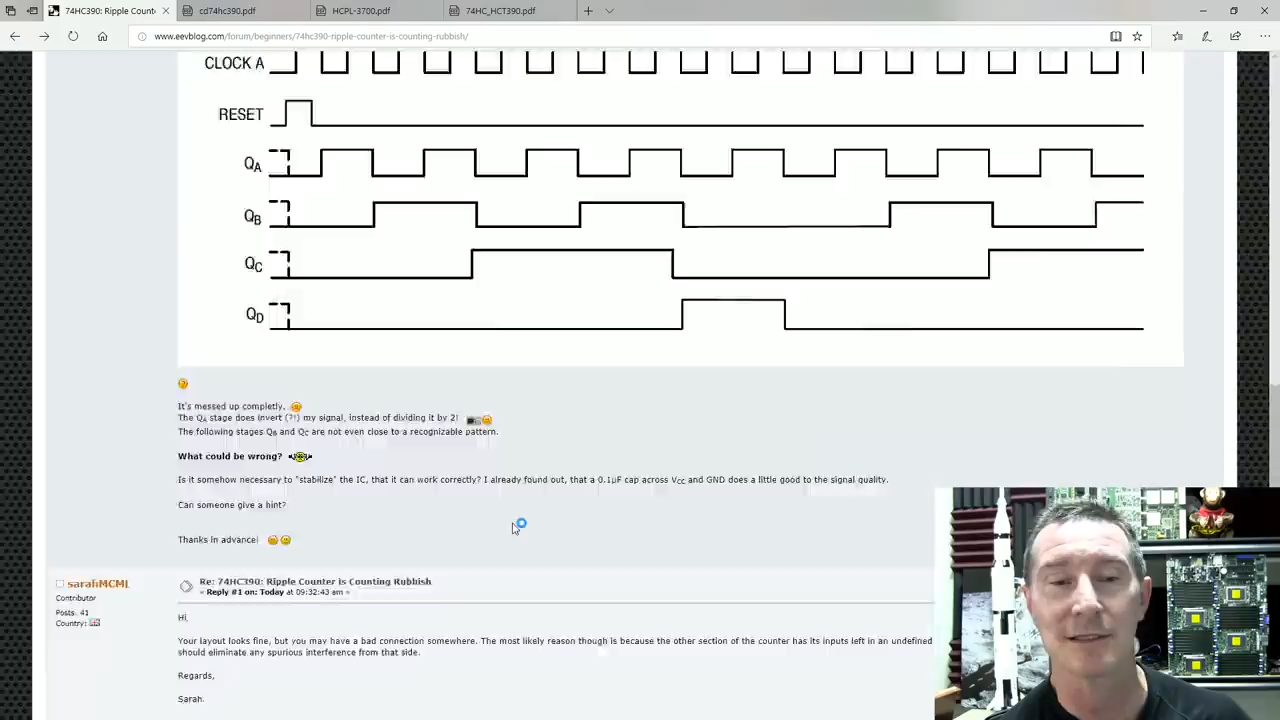 74HC390: Ripple Count
cd74hc390.pdf
HCPL-3700.pdf
74HC_HCT390.pdf
www.eevblog.com/forum/beginners/74hc390-ripple-counter-is-counting-rubbish/
CLOCK A
RESET
QA
QB
QC
QD
It's messed up completly.
The QA stage does invert (?!) my signal, instead of dividing it by 2!
The following stages QB and QC are not even close to a recognizable pattern.
What could be wrong?
Is it somehow necessary to "stabilize" the IC, that it can work correctly? I already found out, that a 0.1µF cap across VCC and GND does a little good to the signal quality.
Can someone give a hint?
Thanks in advance!
sarahMCML
Contributor
Posts: 41
Country:
Re: 74HC390: Ripple Counter is Counting Rubbish
« Reply #1 on: Today at 09:32:43 am »
Hi,
Your layout looks fine, but you may have a bad connection somewhere. The most likely reason though is because the other section of the counter has its inputs left in an undefined
should eliminate any spurious interference from that side.
Regards,
Sarah.